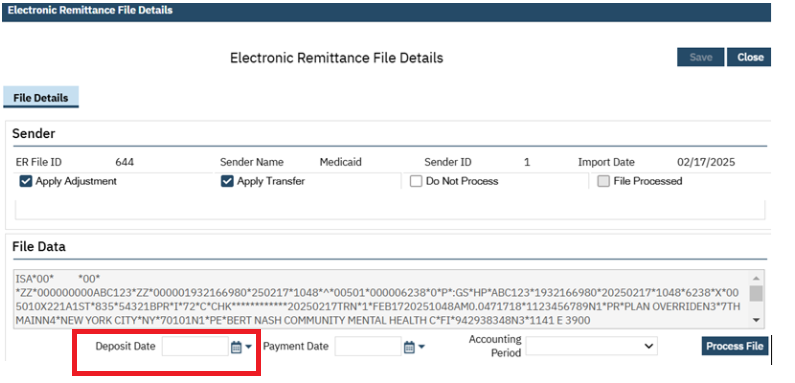 Electronic Remittance File Details
Electronic Remittance File Details
Save Close
File Details
Sender
ER File ID 644 Sender Name Medicaid Sender ID 1 Import Date 02/17/2025
Apply Adjustment Apply Transfer Do Not Process File Processed
File Data
ISA*00* *00*
*ZZ*000000000ABC123*ZZ*000001932166980*250217*1048*^*00501*000006238*0*P*:GS*HP*ABC123*1932166980*20250217*1048*6238*X*00
5010X221A1ST*835*54321BPR*I*72*C*CHK************20250217TRN*1*FEB1720251048AM0.0471718*1123456789N1*PR*PLAN OVERRIDEN3*7TH
MAINN4*NEW YORK CITY*NY*70101N1*PE*BERT NASH COMMUNITY MENTAL HEALTH C*FI*942938348N3*1141 E 3900
Deposit Date Payment Date Accounting Period Process File